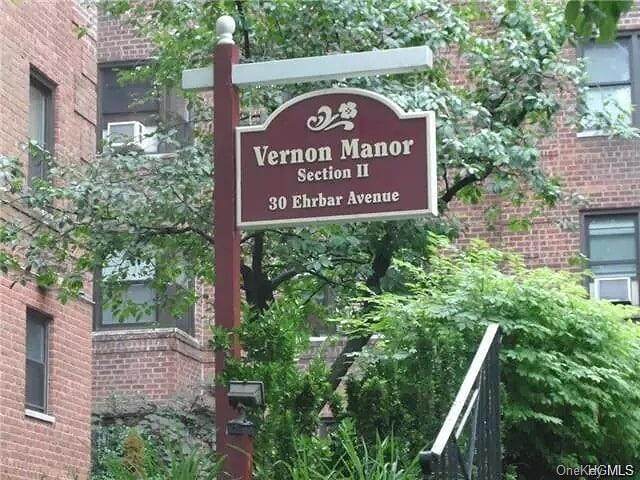 Vernon Manor
Section II
30 Ehrbar Avenue
OneKeyMLS